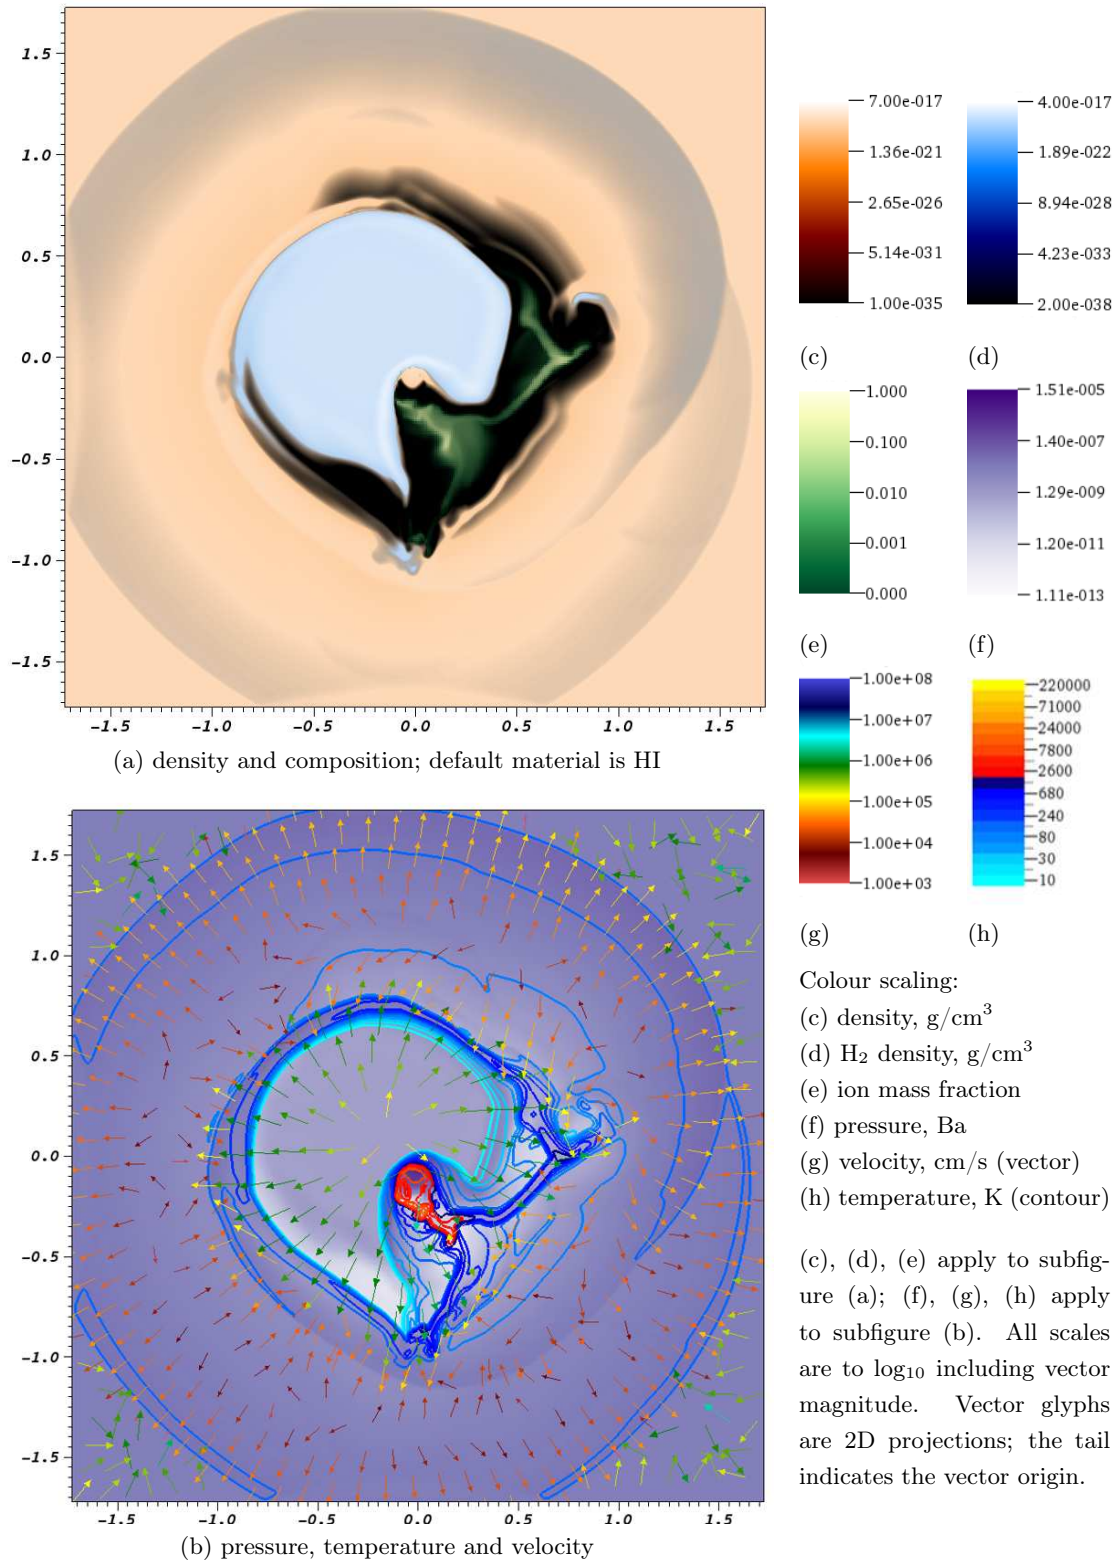 1.5
1.0
0.5
0.0
-0.5
-1.0
-1.5
-1.5 -1.0 -0.5 0.0 0.5 1.0 1.5
(a) density and composition; default material is HI
7.00e-017
1.36e-021
2.65e-026
5.14e-031
1.00e-035
(c)
4.00e-017
1.89e-022
8.94e-028
4.23e-033
2.00e-038
(d)
1.000
0.100
0.010
0.001
0.000
(e)
1.51e-005
1.40e-007
1.29e-009
1.20e-011
1.11e-013
(f)
1.00e+08
1.00e+07
1.00e+06
1.00e+05
1.00e+04
1.00e+03
(g)
220000
71000
24000
7800
2600
680
240
80
30
10
(h)
1.5
1.0
0.5
0.0
-0.5
-1.0
-1.5
-1.5 -1.0 -0.5 0.0 0.5 1.0 1.5
(b) pressure, temperature and velocity
Colour scaling:
(c) density, g/cm³
(d) H₂ density, g/cm³
(e) ion mass fraction
(f) pressure, Ba
(g) velocity, cm/s (vector)
(h) temperature, K (contour)
(c), (d), (e) apply to subfig-
ure (a); (f), (g), (h) apply
to subfigure (b). All scales
are to log₁₀ including vector
magnitude. Vector glyphs
are 2D projections; the tail
indicates the vector origin.